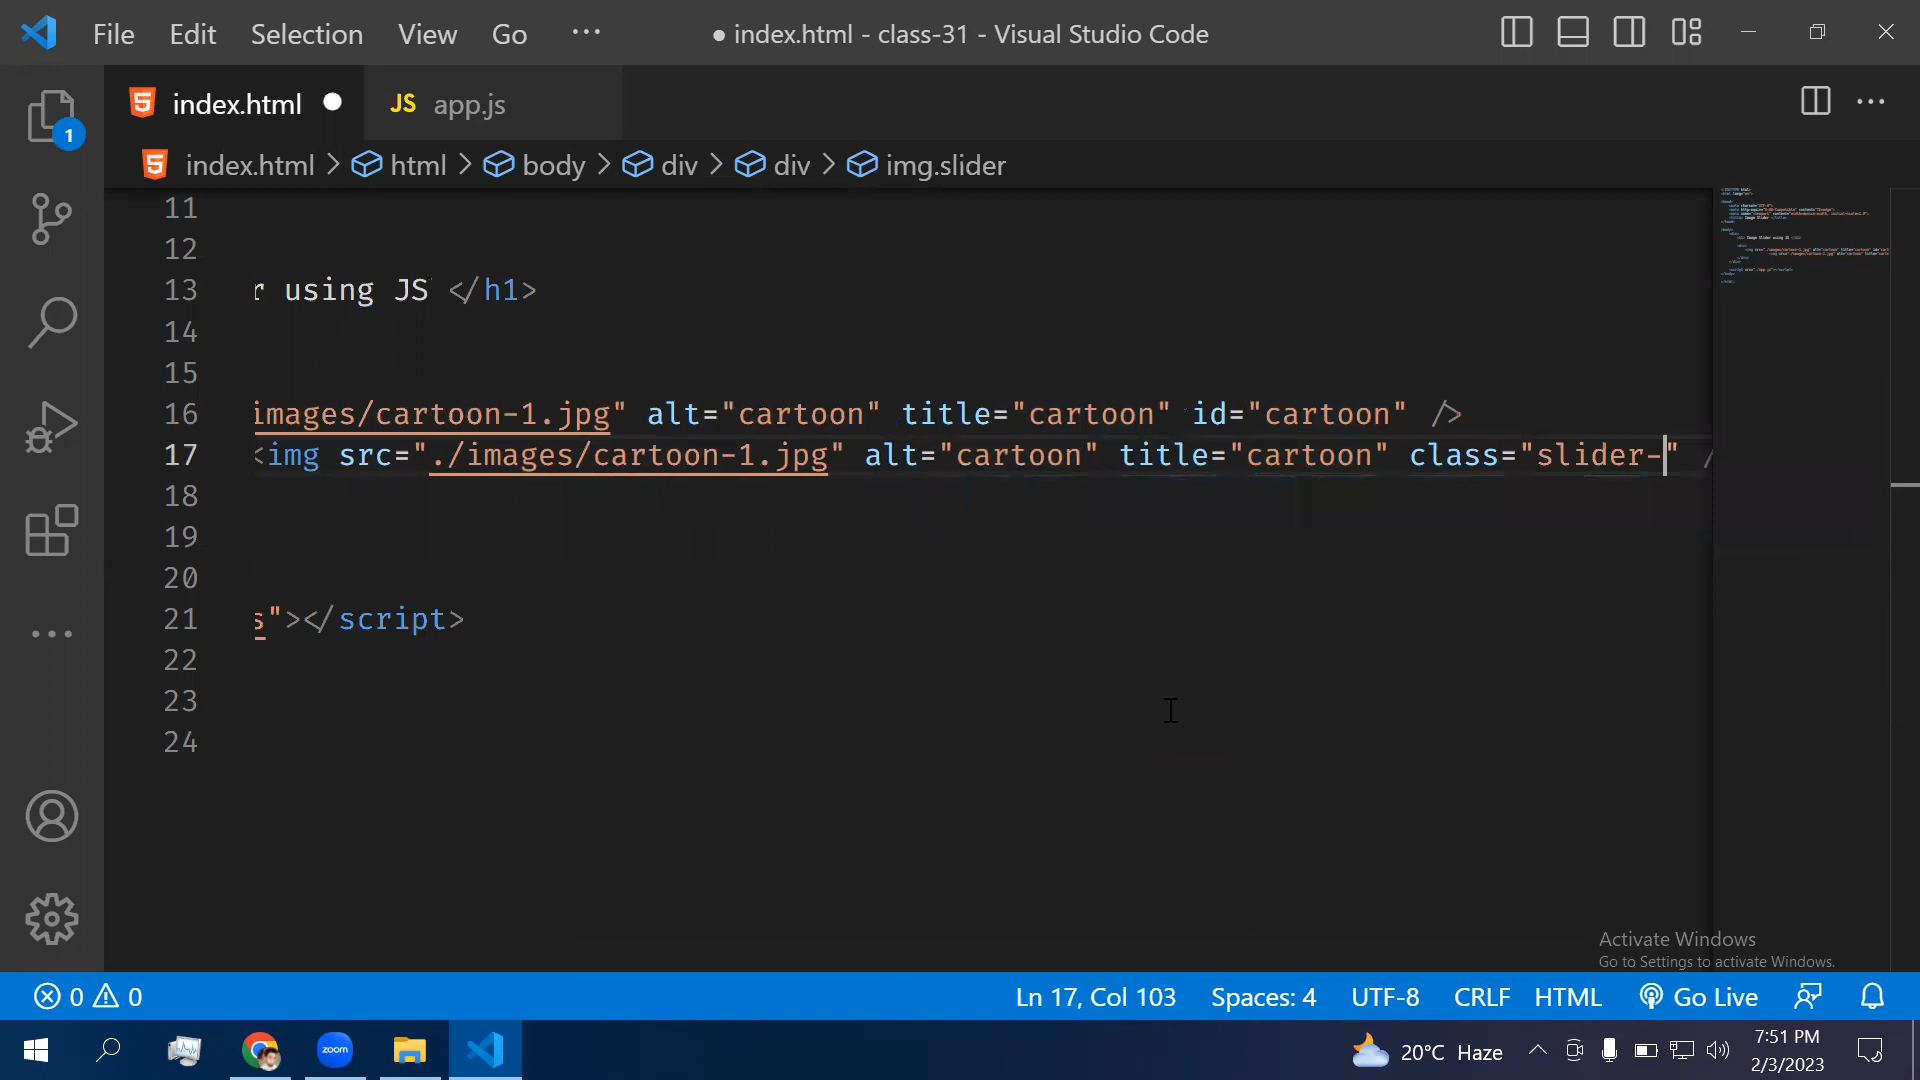 File Edit Selection View Go ··· ● index.html - class-31 - Visual Studio Code
index.html ● JS app.js
1
index.html > html > body > div > div > img.slider
11
12
13 r using JS </h1>
14
15
16 images/cartoon-1.jpg" alt="cartoon" title="cartoon" id="cartoon" />
17 <img src="./images/cartoon-1.jpg" alt="cartoon" title="cartoon" class="slider-" /
18
19
20
21 s"></script>
22
23
24
Activate Windows
Go to Settings to activate Windows.
0 0 Ln 17, Col 103 Spaces: 4 UTF-8 CRLF HTML Go Live
zoom 20°C Haze 7:51 PM
2/3/2023